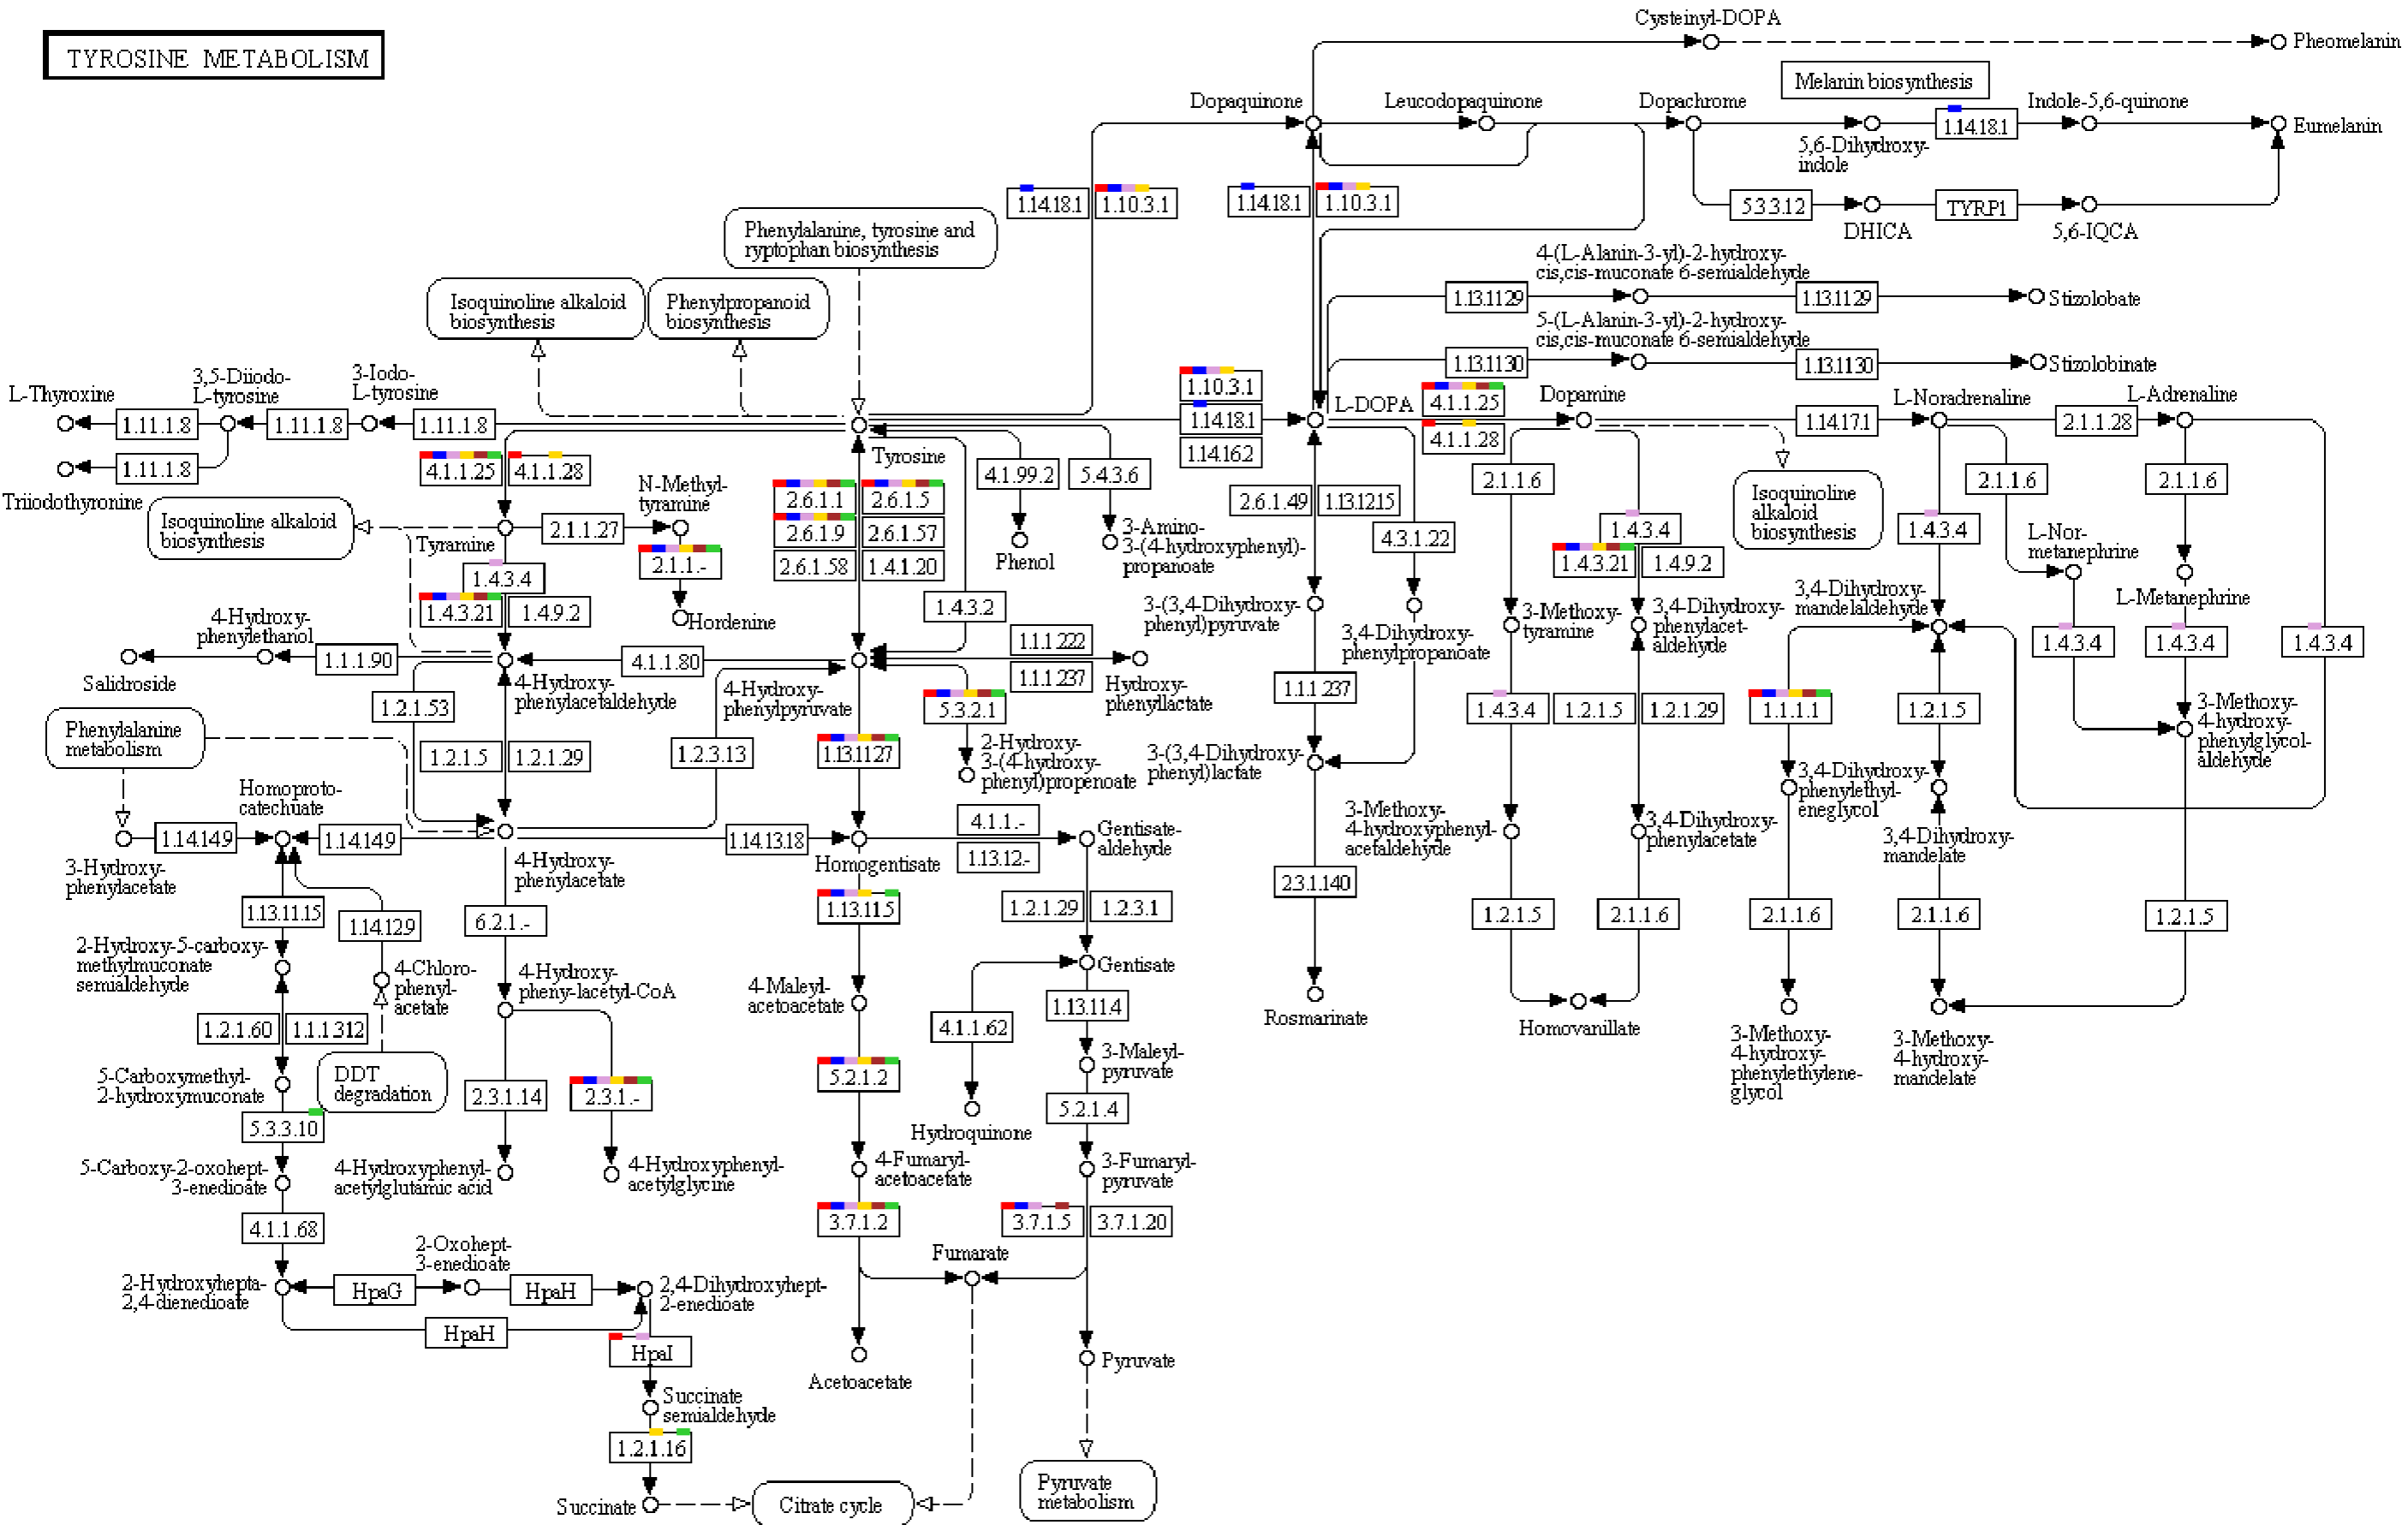 TYROSINE METABOLISM
Cysteinyl-DOPA
Pheomelanin
Melanin biosynthesis
Dopaquinone
Leucodopaquinone
Dopachrome
1.14.18.1
Indole-5,6-quinone
Eumelanin
5,6-Dihydroxy-
indole
1.14.18.1
1.10.3.1
1.14.18.1
1.10.3.1
5.3.3.12
DHICA
TYRP1
5,6-IQCA
Phenylalanine, tyrosine and
ryptophan biosynthesis
Isoquinoline alkaloid
biosynthesis
Phenylpropanoid
biosynthesis
4-(L-Alanin-3-yl)-2-hydroxy-
cis,cis-muconate 6-semialdehyde
1.13.1129
1.13.1129
Stizolobate
5-(L-Alanin-3-yl)-2-hydroxy-
cis,cis-muconate 6-semialdehyde
1.13.1130
1.13.1130
Stizolobinate
L-Thyroxine
3,5-Diiodo-
L-tyrosine
3-Iodo-
L-tyrosine
1.11.1.8
1.11.1.8
1.11.1.8
1.11.1.8
Triiodothyronine
Tyrosine
1.10.3.1
1.14.18.1
1.14.16.2
L-DOPA
4.1.1.25
4.1.1.28
Dopamine
1.14.17.1
L-Noradrenaline
2.1.1.28
L-Adrenaline
4.1.1.25
4.1.1.28
Isoquinoline alkaloid
biosynthesis
Tyramine
2.1.1.27
N-Methyl-
tyramine
2.1.1.-
Hordenine
1.4.3.4
1.4.3.21
1.4.9.2
2.6.1.1
2.6.1.5
2.6.1.9
2.6.1.57
2.6.1.58
1.4.1.20
1.4.3.2
4.1.99.2
Phenol
5.4.3.6
3-Amino-
3-(4-hydroxyphenyl)-
propanoate
2.6.1.49
1.13.12.15
4.3.1.22
3-(3,4-Dihydroxy-
phenyl)pyruvate
3,4-Dihydroxy-
phenylpropanoate
2.1.1.6
1.4.3.4
1.4.3.21
1.4.9.2
Isoquinoline
alkaloid
biosynthesis
3-Methoxy-
tyramine
3,4-Dihydroxy-
phenylacet-
aldehyde
1.4.3.4
2.1.1.6
2.1.1.6
L-Nor-
metanephrine
L-Metanephrine
3,4-Dihydroxy-
mandelaldehyde
1.4.3.4
1.4.3.4
1.4.3.4
4-Hydroxy-
phenylethanol
Salidroside
1.1.1.90
4-Hydroxy-
phenylacetaldehyde
4.1.1.80
4-Hydroxy-
phenylpyruvate
1.1.1.222
1.1.1.237
Hydroxy-
phenyllactate
5.3.2.1
2-Hydroxy-
3-(4-hydroxy-
phenyl)propenoate
1.1.1.237
3-(3,4-Dihydroxy-
phenyl)lactate
1.4.3.4
1.2.1.5
1.2.1.29
1.1.1.1
1.2.1.5
3-Methoxy-
4-hydroxy-
phenylglycol-
aldehyde
Phenylalanine
metabolism
1.2.1.53
1.2.1.5
1.2.1.29
1.2.3.13
1.13.1127
Homoproto-
catechuate
3-Hydroxy-
phenylacetate
1.14.14.9
1.14.14.9
4-Hydroxy-
phenylacetate
1.14.13.18
Homogentisate
4.1.1.-
1.13.12.-
Gentisate-
aldehyde
3-Methoxy-
4-hydroxyphenyl-
acetaldehyde
3,4-Dihydroxy-
phenylacetate
3,4-Dihydroxy-
phenylethyl-
eneglycol
3,4-Dihydroxy-
mandelate
1.13.11.15
1.14.12.9
6.2.1.-
1.13.11.5
1.2.1.29
1.2.3.1
2.3.1.140
1.2.1.5
2.1.1.6
2.1.1.6
2.1.1.6
1.2.1.5
2-Hydroxy-5-carboxy-
methylmuconate
semialdehyde
4-Chloro-
phenyl-
acetate
4-Hydroxy-
pheny-lacetyl-CoA
4-Maleyl-
acetoacetate
Gentisate
1.13.11.4
4.1.1.62
Hydroquinone
Rosmarinate
Homovanillate
3-Methoxy-
4-hydroxy-
phenylethylene-
glycol
3-Methoxy-
4-hydroxy-
mandelate
1.2.1.60
1.1.1.312
DDT
degradation
5-Carboxymethyl-
2-hydroxymuconate
5.3.3.10
2.3.1.14
2.3.1.-
5.2.1.2
3-Maleyl-
pyruvate
5.2.1.4
5-Carboxy-2-oxohept-
3-enedioate
4-Hydroxyphenyl-
acetylglutamic acid
4-Hydroxyphenyl-
acetylglycine
4-Fumaryl-
acetoacetate
3-Fumaryl-
pyruvate
4.1.1.68
3.7.1.2
3.7.1.5
3.7.1.20
2-Oxohept-
3-enedioate
Fumarate
2-Hydroxyhepta-
2,4-dienedioate
HpaG
HpaH
2,4-Dihydroxyhept-
2-enedioate
HpaH
HpaI
Acetoacetate
Pyruvate
Succinate
semialdehyde
1.2.1.16
Succinate
Citrate cycle
Pyruvate
metabolism